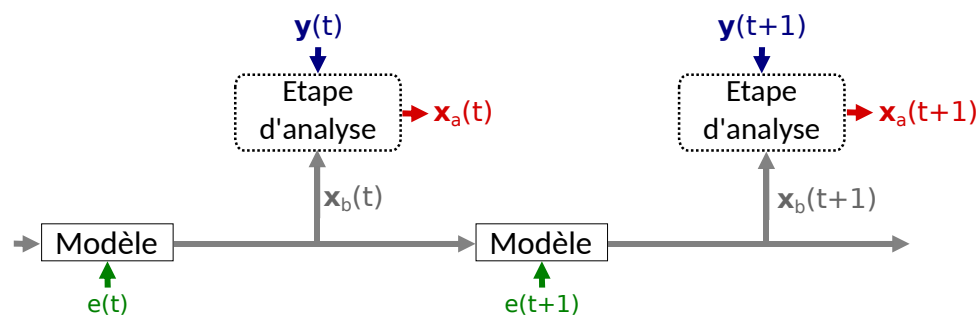 y(t)
y(t+1)
Etape
d'analyse
xa(t)
Etape
d'analyse
xa(t+1)
xb(t)
xb(t+1)
Modèle
Modèle
e(t)
e(t+1)